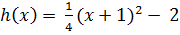 h(x) = 1/4(x + 1)² − 2